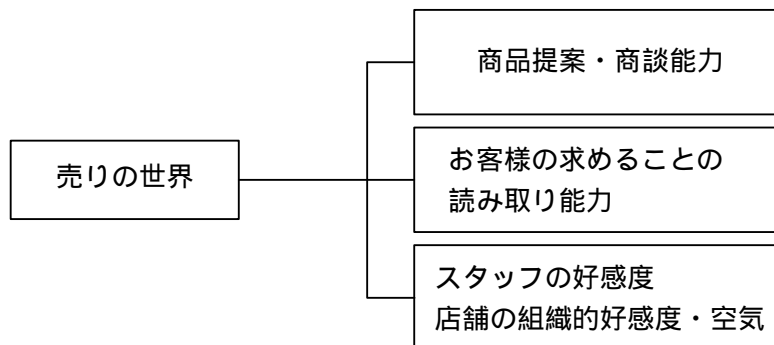 商品提案・商談能力
売りの世界
お客様の求めることの
読み取り能力
スタッフの好感度
店舗の組織的好感度・空気